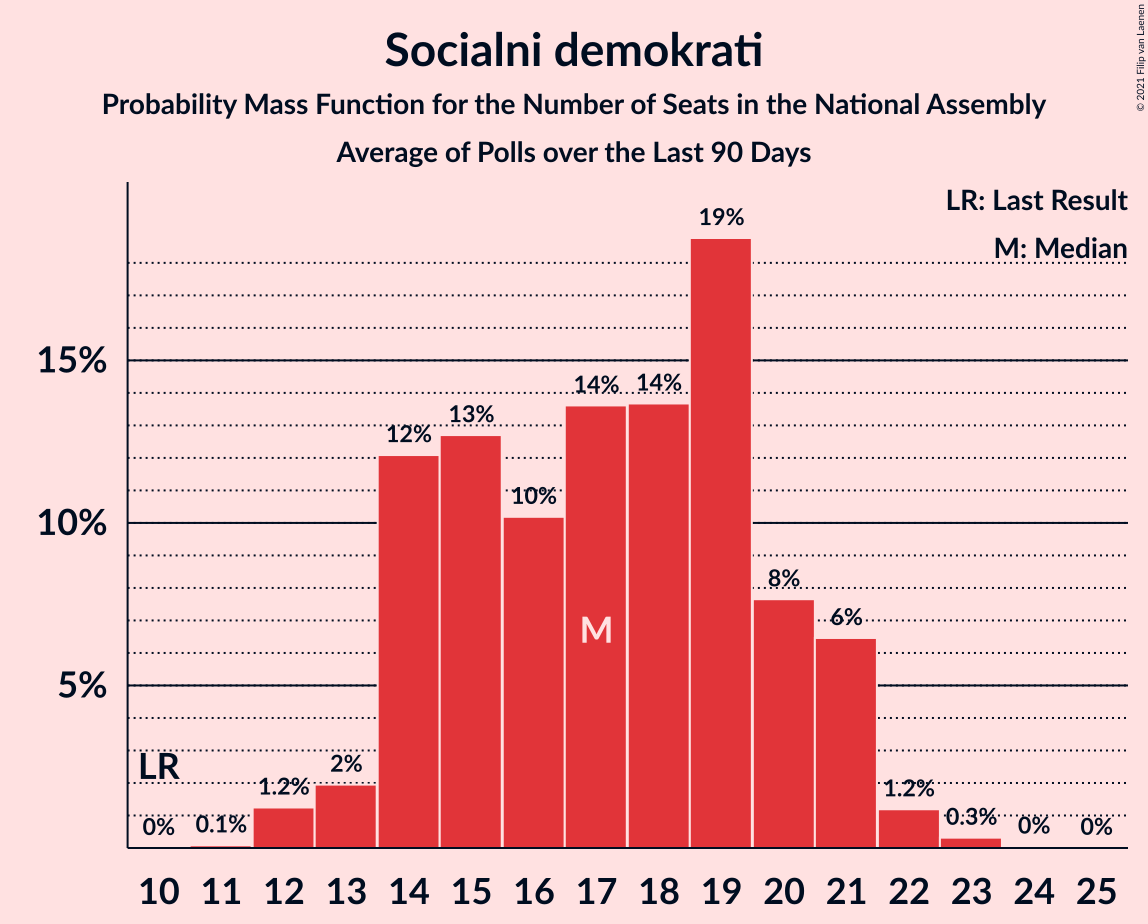 Socialni demokrati
Probability Mass Function for the Number of Seats in the National Assembly
Average of Polls over the Last 90 Days
© 2021 Filip van Laenen
LR: Last Result
M: Median
19%
15%
14% 14%
13%
12%
10%
10%
8%
6%
M
5%
LR
2%
1.2% 1.2%
0% 0.1% 0.3% 0% 0%
10 11 12 13 14 15 16 17 18 19 20 21 22 23 24 25